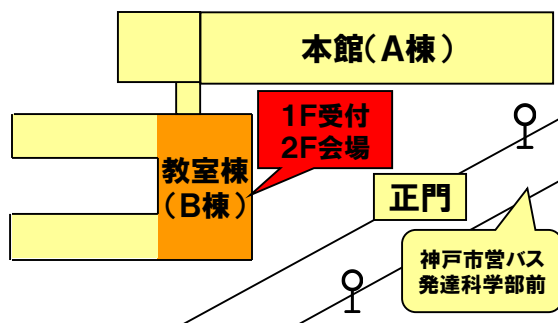 本館(A棟)
1F受付
2F会場
教室棟
(B棟)
正門
神戸市営バス
発達科学部前